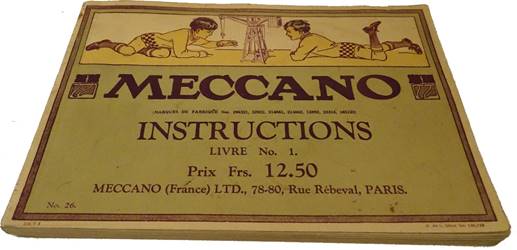 MECCANO
INSTRUCTIONS
LIVRE No. 1.
Prix Frs. 12.50
MECCANO (France) LTD., 78-80, Rue Rébeval, PARIS.
No. 26.